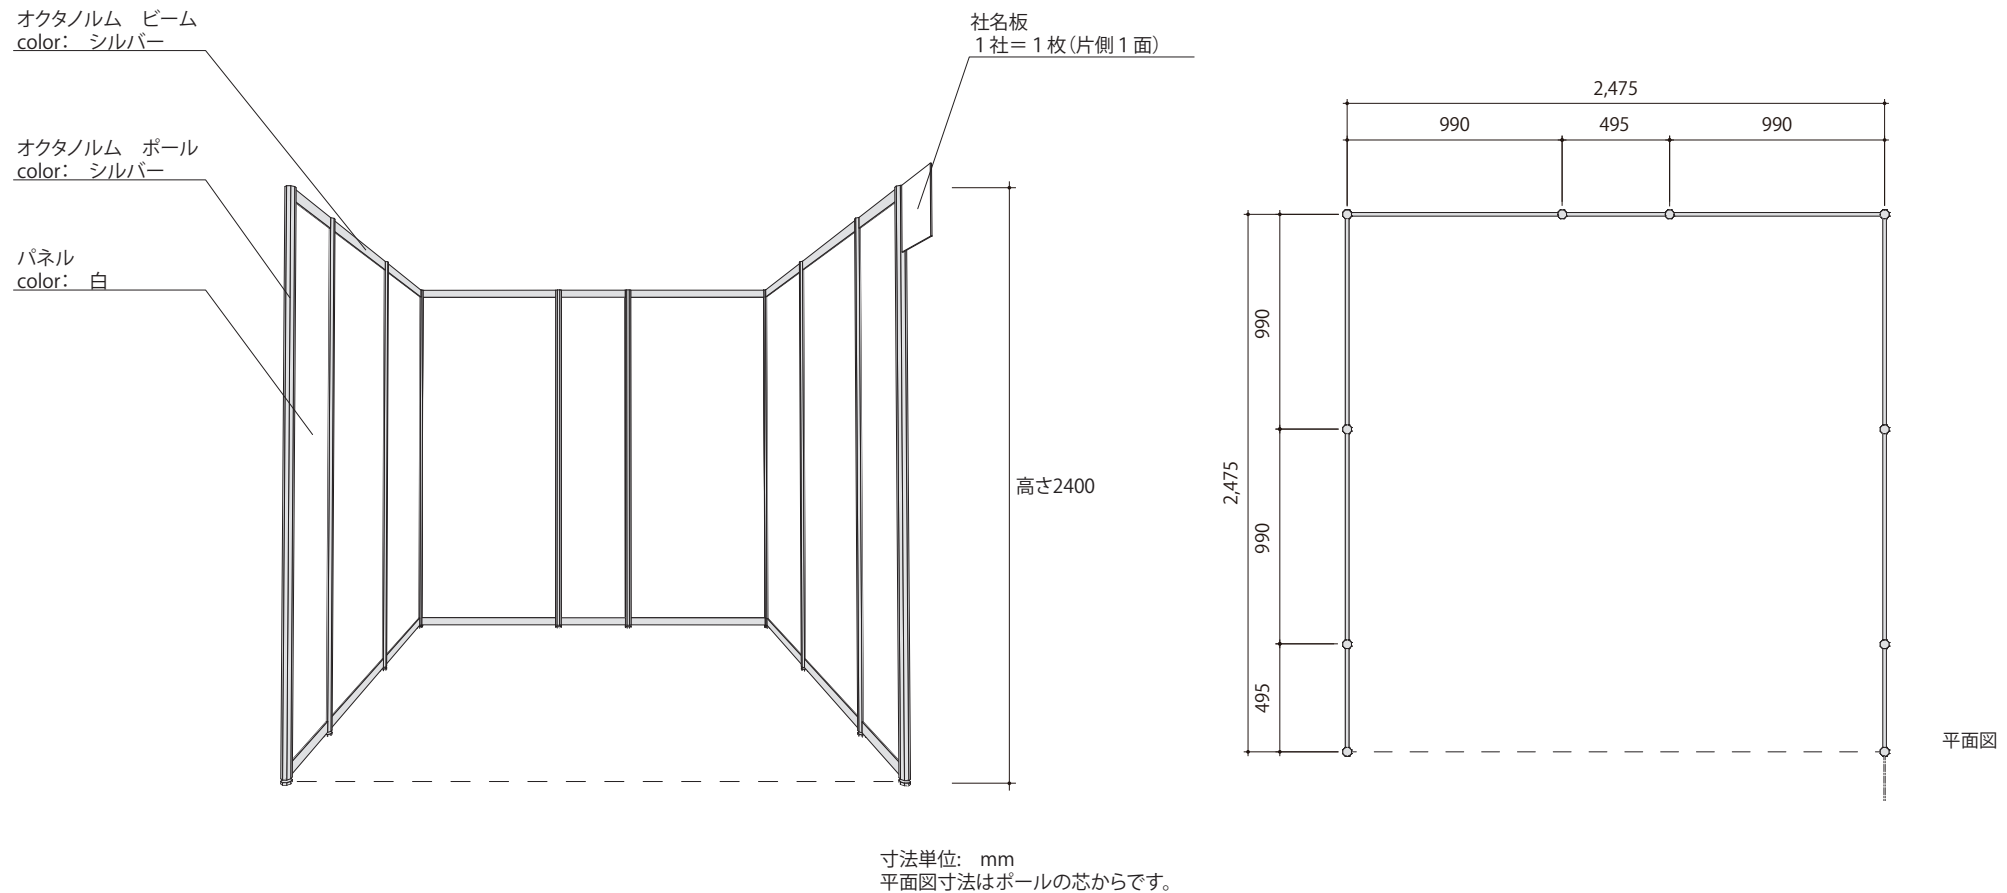 オクタノルム　ビーム
color:　シルバー
オクタノルム　ポール
color:　シルバー
パネル
color:　白
社名板
１社＝１枚（片側１面）
高さ2400
2,475
990
495
990
2,475
990
990
495
平面図
寸法単位:　mm
平面図寸法はポールの芯からです。